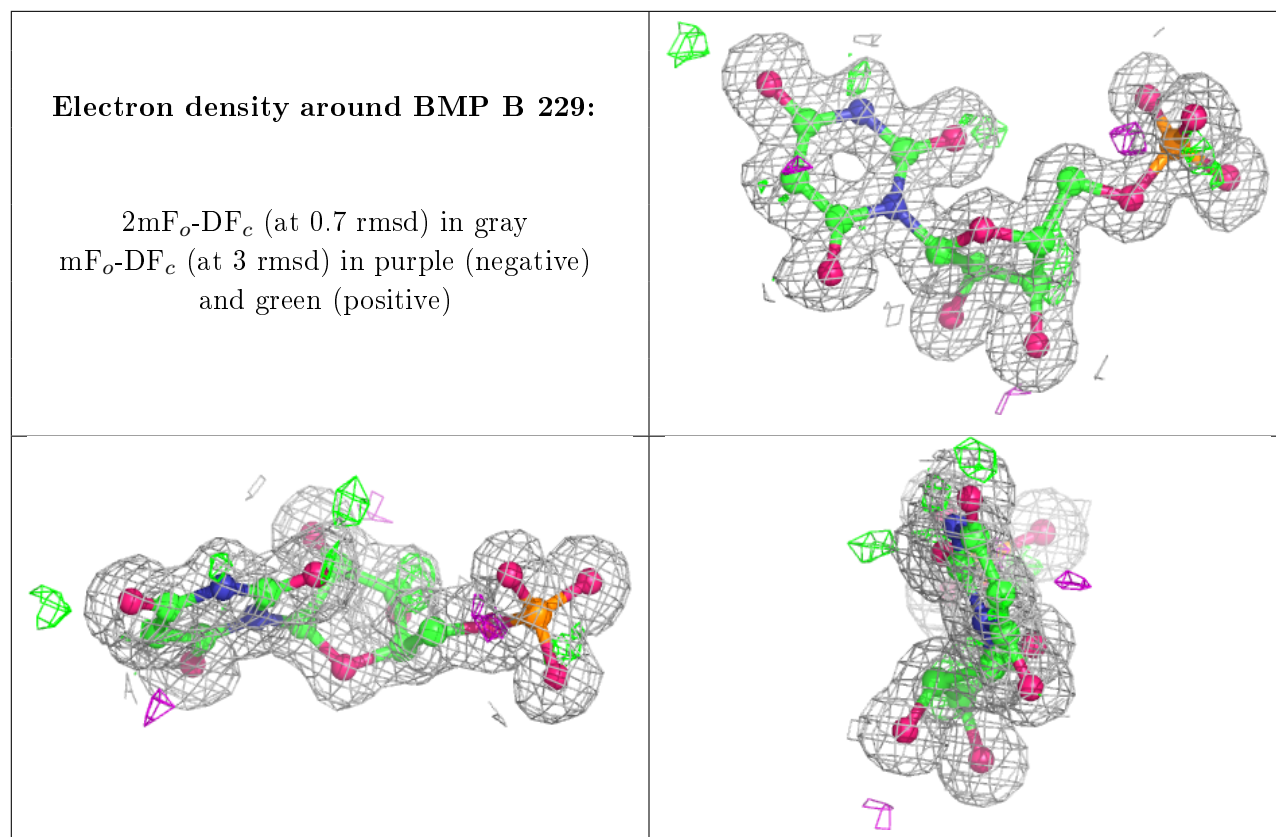 Electron density around BMP B 229:
2mFo-DFc (at 0.7 rmsd) in gray
mFo-DFc (at 3 rmsd) in purple (negative)
and green (positive)